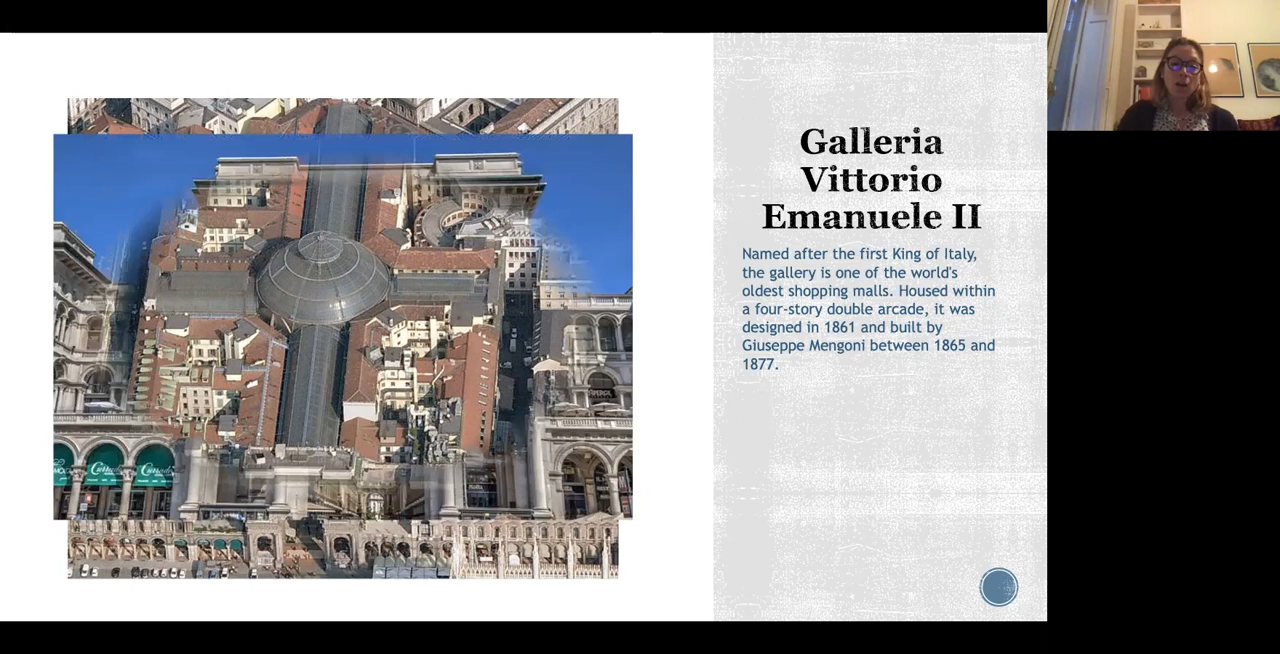 Galleria
Vittorio
Emanuele II
Named after the first King of Italy,
the gallery is one of the world's
oldest shopping malls. Housed within
a four-story double arcade, it was
designed in 1861 and built by
Giuseppe Mengoni between 1865 and
1877.